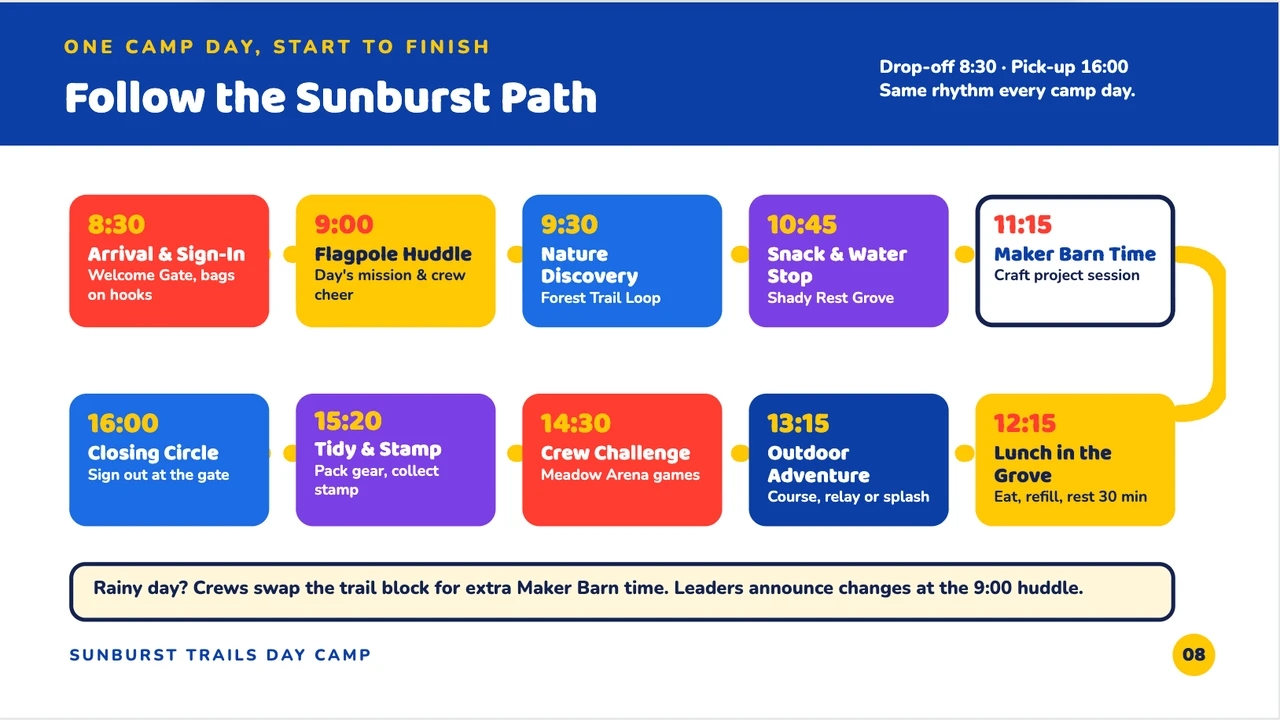 ONE CAMP DAY, START TO FINISH
Follow the Sunburst Path
Drop-off 8:30 · Pick-up 16:00
Same rhythm every camp day.
8:30
Arrival & Sign-In
Welcome Gate, bags
on hooks
9:00
Flagpole Huddle
Day's mission & crew
cheer
9:30
Nature
Discovery
Forest Trail Loop
10:45
Snack & Water
Stop
Shady Rest Grove
11:15
Maker Barn Time
Craft project session
12:15
Lunch in the
Grove
Eat, refill, rest 30 min
13:15
Outdoor
Adventure
Course, relay or splash
14:30
Crew Challenge
Meadow Arena games
15:20
Tidy & Stamp
Pack gear, collect
stamp
16:00
Closing Circle
Sign out at the gate
Rainy day? Crews swap the trail block for extra Maker Barn time. Leaders announce changes at the 9:00 huddle.
SUNBURST TRAILS DAY CAMP
08